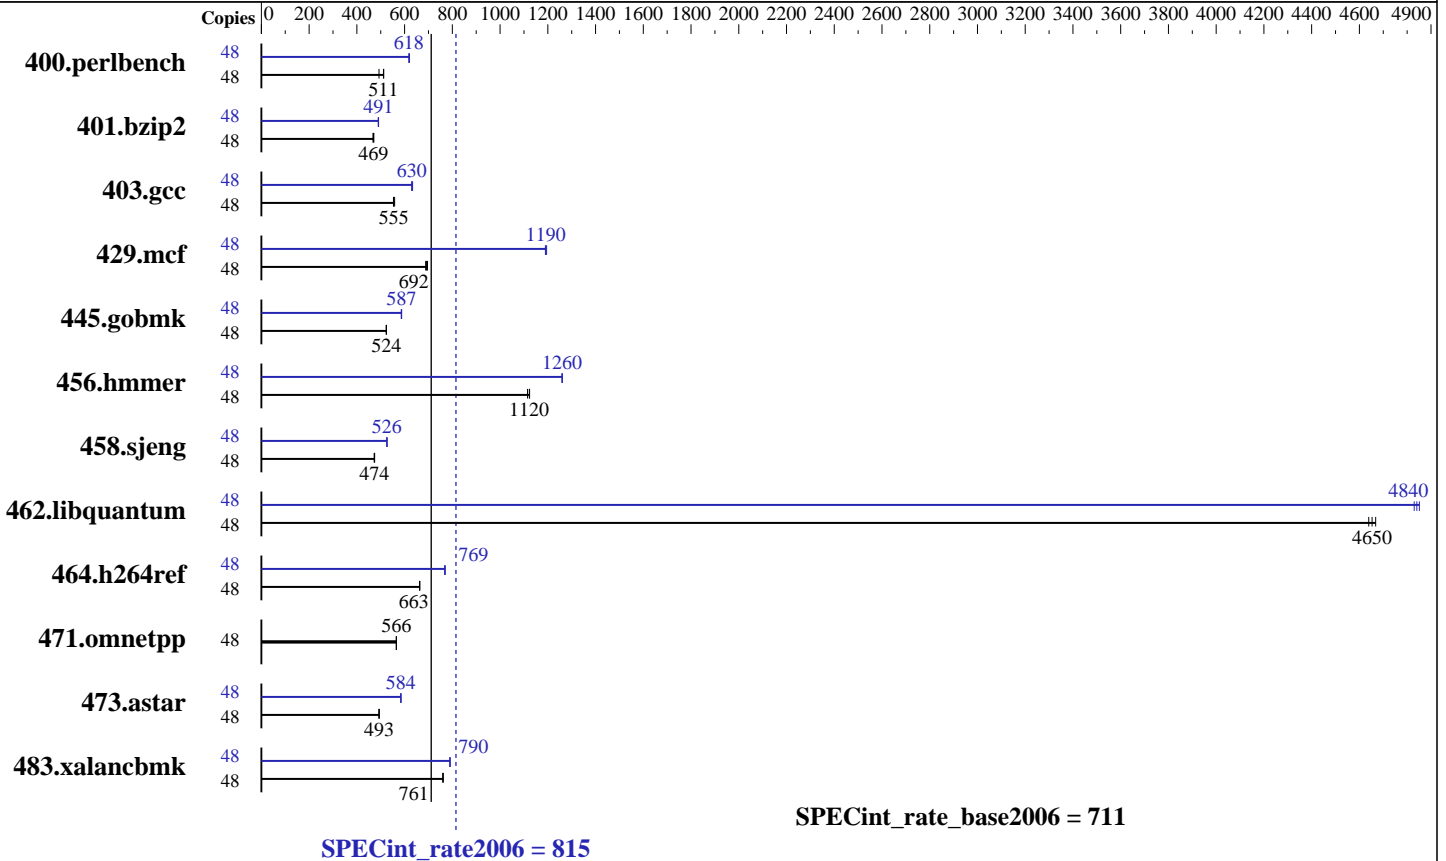 Copies 0 200 400 600 800 1000 1200 1400 1600 1800 2000 2200 2400 2600 2800 3000 3200 3400 3600 3800 4000 4200 4400 4600 4900
400.perlbench 48 618
48 511
401.bzip2 48 491
48 469
403.gcc 48 630
48 555
429.mcf 48 1190
48 692
445.gobmk 48 587
48 524
456.hmmer 48 1260
48 1120
458.sjeng 48 526
48 474
462.libquantum 48 4840
48 4650
464.h264ref 48 769
48 663
471.omnetpp 48 566
473.astar 48 584
48 493
483.xalancbmk 48 790
48 761
SPECint_rate_base2006 = 711
SPECint_rate2006 = 815